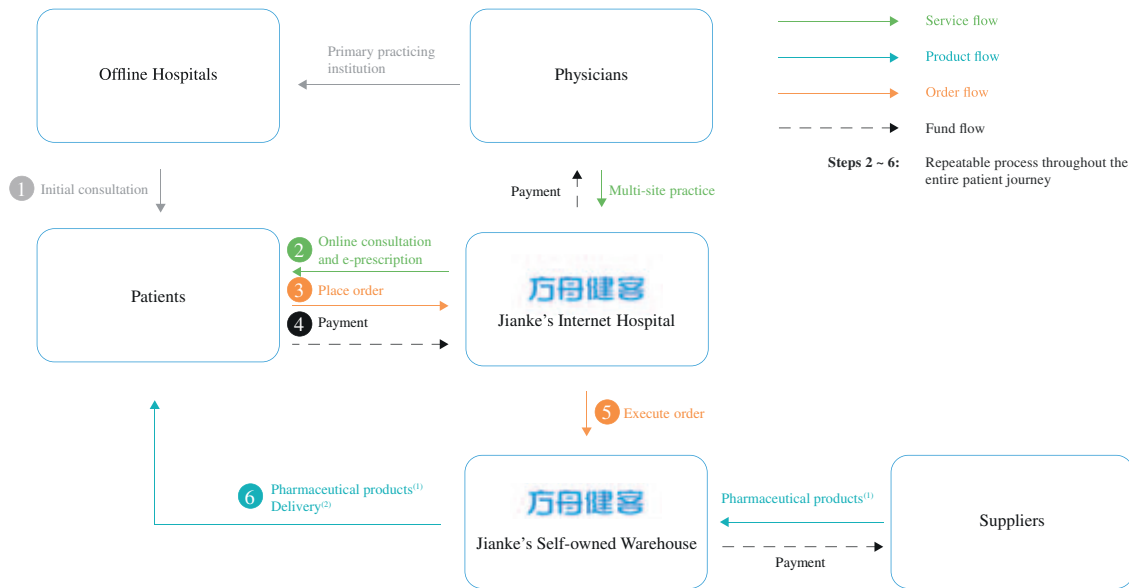 Offline Hospitals
Primary practicing
institution
Physicians
Service flow
Product flow
Order flow
Fund flow
Steps 2 ~ 6:
Repeatable process throughout the
entire patient journey
1 Initial consultation
Payment
Multi-site practice
Patients
2 Online consultation
and e-prescription
3 Place order
4 Payment
方舟健客
Jianke's Internet Hospital
5 Execute order
6 Pharmaceutical products(1)
Delivery(2)
方舟健客
Jianke's Self-owned Warehouse
Pharmaceutical products(1)
Payment
Suppliers